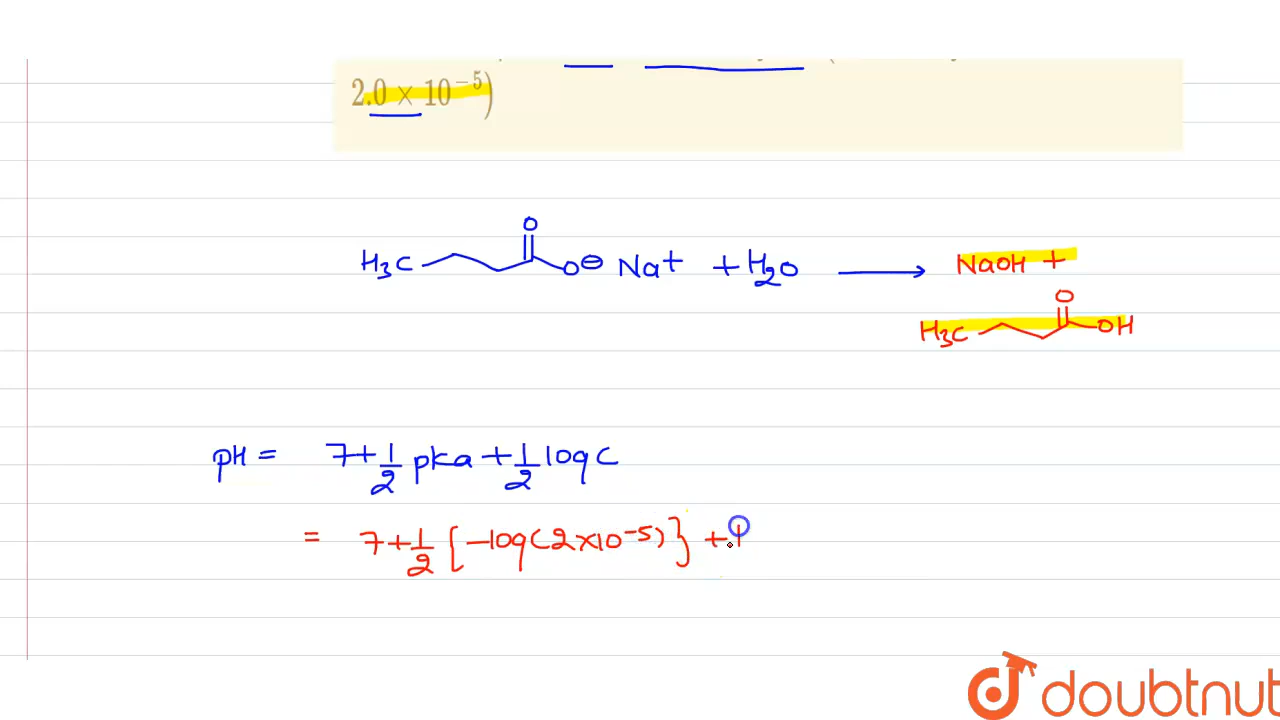 2.0 × 10⁻⁵)
O
H₃C O⊖ Na⁺ + H₂O ⟶ NaOH +
O
H₃C OH
pH = 7 + 1/2 pka + 1/2 log C
= 7 + 1/2 {-log(2×10⁻⁵)} + 1
doubtnut